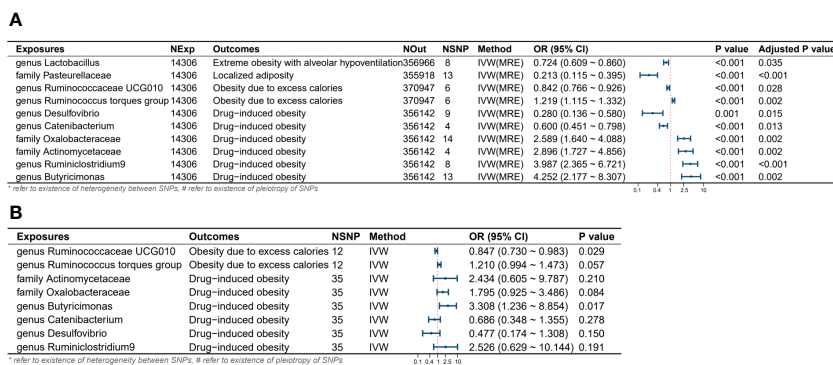 A
Exposures NExp Outcomes NOut NSNP Method OR (95% CI) P value Adjusted P value
genus Lactobacillus 14306 Extreme obesity with alveolar hypoventilation 356966 8 IVW(MRE) 0.724 (0.609 ~ 0.860) <0.001 0.035
family Pasteurellaceae 14306 Localized adiposity 355918 13 IVW(MRE) 0.213 (0.115 ~ 0.395) <0.001 <0.001
genus Ruminococcaceae UCG010 14306 Obesity due to excess calories 370947 6 IVW(MRE) 0.842 (0.766 ~ 0.926) <0.001 0.028
genus Ruminococcus torques group 14306 Obesity due to excess calories 370947 6 IVW(MRE) 1.219 (1.115 ~ 1.332) <0.001 0.002
genus Desulfovibrio 14306 Drug−induced obesity 356142 9 IVW(MRE) 0.280 (0.136 ~ 0.580) 0.001 0.015
genus Catenibacterium 14306 Drug−induced obesity 356142 4 IVW(MRE) 0.600 (0.451 ~ 0.798) <0.001 0.013
family Oxalobacteraceae 14306 Drug−induced obesity 356142 14 IVW(MRE) 2.589 (1.640 ~ 4.088) <0.001 0.002
family Actinomycetaceae 14306 Drug−induced obesity 356142 4 IVW(MRE) 2.896 (1.727 ~ 4.856) <0.001 0.002
genus Ruminiclostridium9 14306 Drug−induced obesity 356142 8 IVW(MRE) 3.987 (2.365 ~ 6.721) <0.001 <0.001
genus Butyricimonas 14306 Drug−induced obesity 356142 13 IVW(MRE) 4.252 (2.177 ~ 8.307) <0.001 0.002
* refer to existence of heterogeneity between SNPs, # refer to existence of pleiotropy of SNPs
0.1 0.4 1 2.5 10
B
Exposures Outcomes NSNP Method OR (95% CI) P value
genus Ruminococcaceae UCG010 Obesity due to excess calories 12 IVW 0.847 (0.730 ~ 0.983) 0.029
genus Ruminococcus torques group Obesity due to excess calories 12 IVW 1.210 (0.994 ~ 1.473) 0.057
family Actinomycetaceae Drug−induced obesity 35 IVW 2.434 (0.605 ~ 9.787) 0.210
family Oxalobacteraceae Drug−induced obesity 35 IVW 1.795 (0.925 ~ 3.486) 0.084
genus Butyricimonas Drug−induced obesity 35 IVW 3.308 (1.236 ~ 8.854) 0.017
genus Catenibacterium Drug−induced obesity 35 IVW 0.686 (0.348 ~ 1.355) 0.278
genus Desulfovibrio Drug−induced obesity 35 IVW 0.477 (0.174 ~ 1.308) 0.150
genus Ruminiclostridium9 Drug−induced obesity 35 IVW 2.526 (0.629 ~ 10.144) 0.191
* refer to existence of heterogeneity between SNPs, # refer to existence of pleiotropy of SNPs
0.1 0.4 1 2.5 10